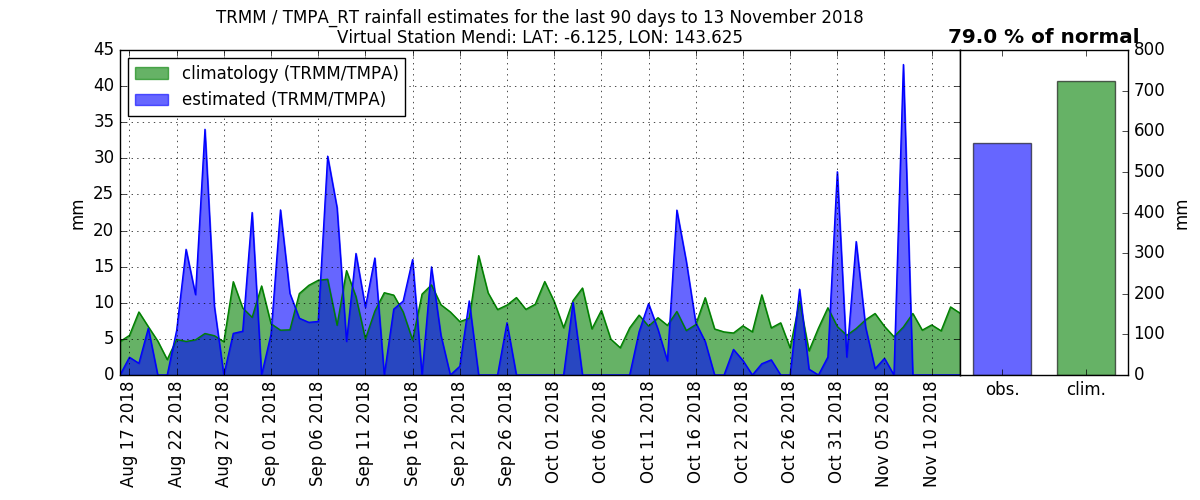 TRMM / TMPA_RT rainfall estimates for the last 90 days to 13 November 2018
Virtual Station Mendi: LAT: -6.125, LON: 143.625
79.0 % of normal
climatology (TRMM/TMPA)
estimated (TRMM/TMPA)
mm
45
40
35
30
25
20
15
10
5
0
Aug 17 2018
Aug 22 2018
Aug 27 2018
Sep 01 2018
Sep 06 2018
Sep 11 2018
Sep 16 2018
Sep 21 2018
Sep 26 2018
Oct 01 2018
Oct 06 2018
Oct 11 2018
Oct 16 2018
Oct 21 2018
Oct 26 2018
Oct 31 2018
Nov 05 2018
Nov 10 2018
obs.
clim.
800
700
600
500
400
300
200
100
0
mm